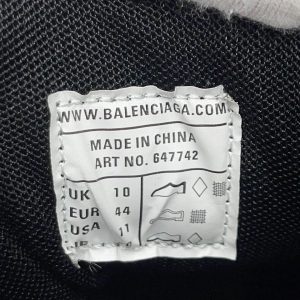 WWW.BALENCIAGA.COM
MADE IN CHINA
ART NO. 647742
UK 10
EUR 44
USA 11